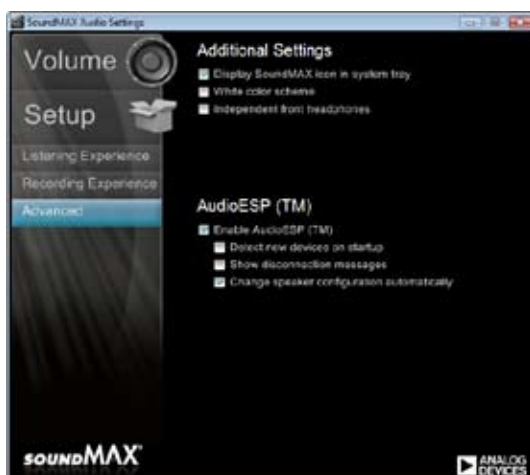 SoundMAX Audio Settings
Volume
Setup
Listening Experience
Recording Experience
Advanced
Additional Settings
Display SoundMAX icon in system tray
White color scheme
Independent front headphones
AudioESP (TM)
Enable AudioESP (TM)
Detect new devices on startup
Show disconnection messages
Change speaker configuration automatically
SOUNDMAX
ANALOG
DEVICES